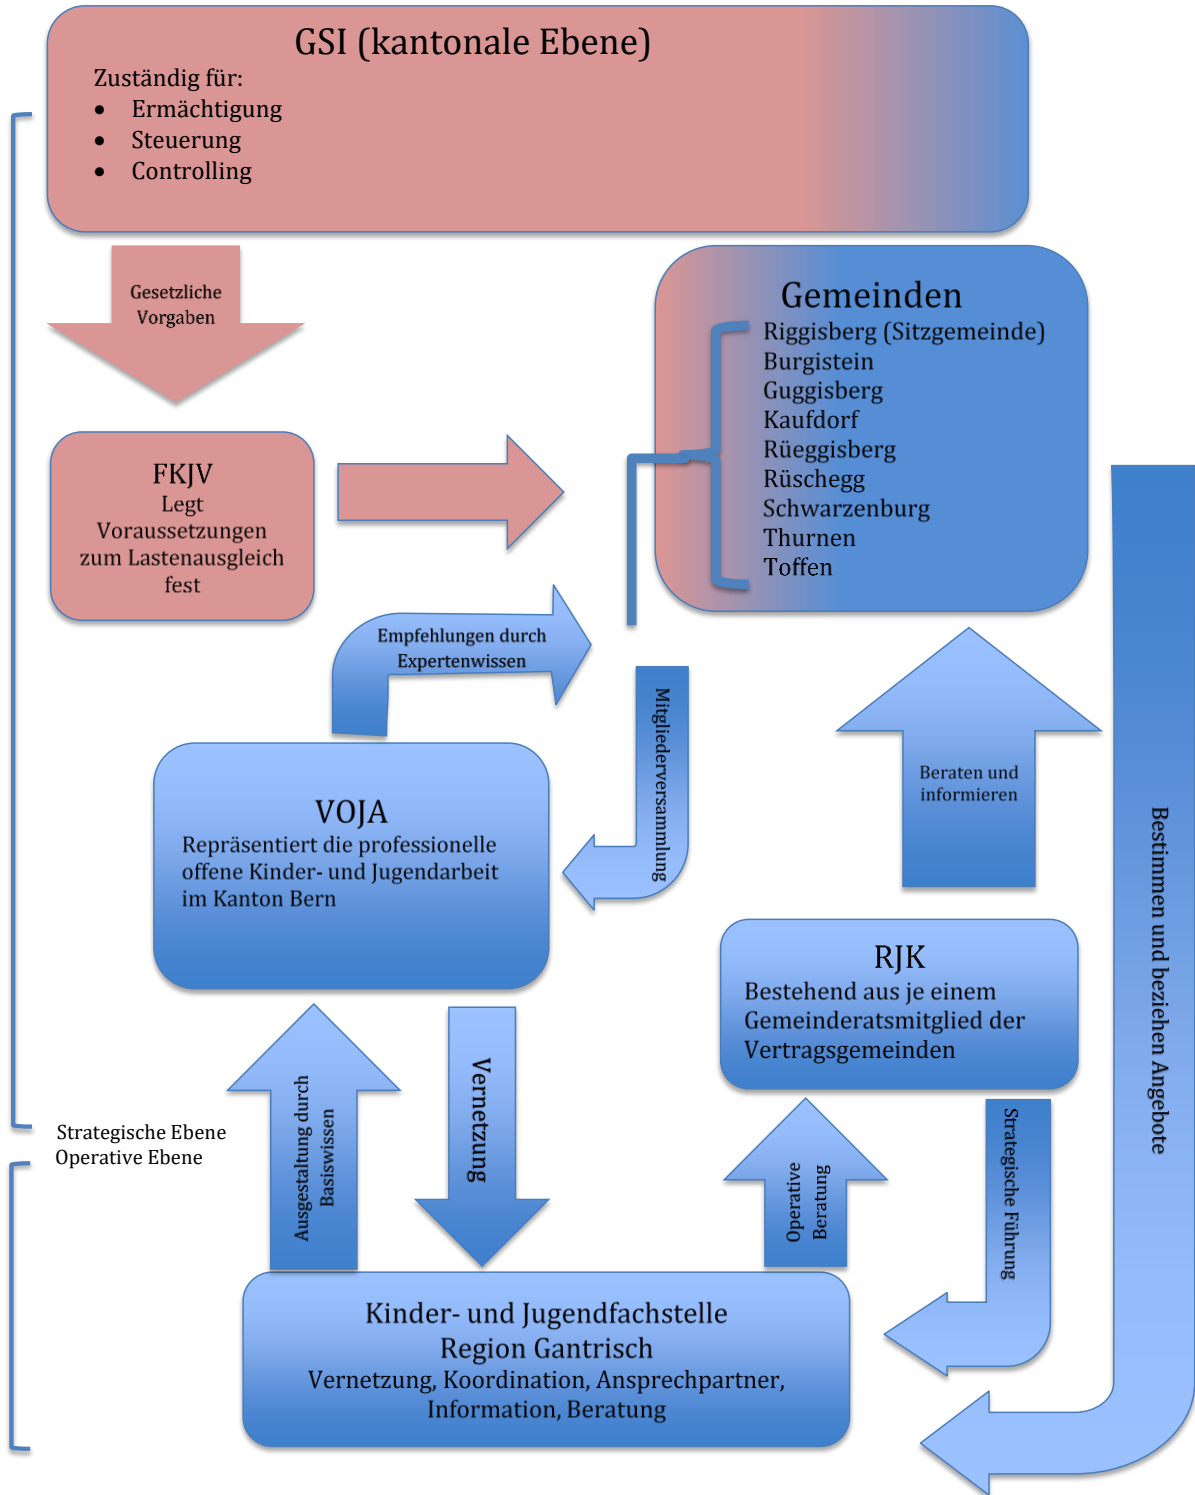 GSI (kantonale Ebene)
Zuständig für:
• Ermächtigung
• Steuerung
• Controlling
Gesetzliche
Vorgaben
Gemeinden
Riggisberg (Sitzgemeinde)
Burgistein
Guggisberg
Kaufdorf
Rüeggisberg
Rüschegg
Schwarzenburg
Thurnen
Toffen
FKJV
Legt
Voraussetzungen
zum Lastenausgleich
fest
Empfehlungen durch
Expertenwissen
Mitgliederversammlung
Beraten und
informieren
Bestimmen und beziehen Angebote
VOJA
Repräsentiert die professionelle
offene Kinder- und Jugendarbeit
im Kanton Bern
RJK
Bestehend aus je einem
Gemeinderatsmitglied der
Vertragsgemeinden
Strategische Ebene
Operative Ebene
Ausgestaltung durch
Basiswissen
Vernetzung
Operative
Beratung
Strategische Führung
Kinder- und Jugendfachstelle
Region Gantrisch
Vernetzung, Koordination, Ansprechpartner,
Information, Beratung